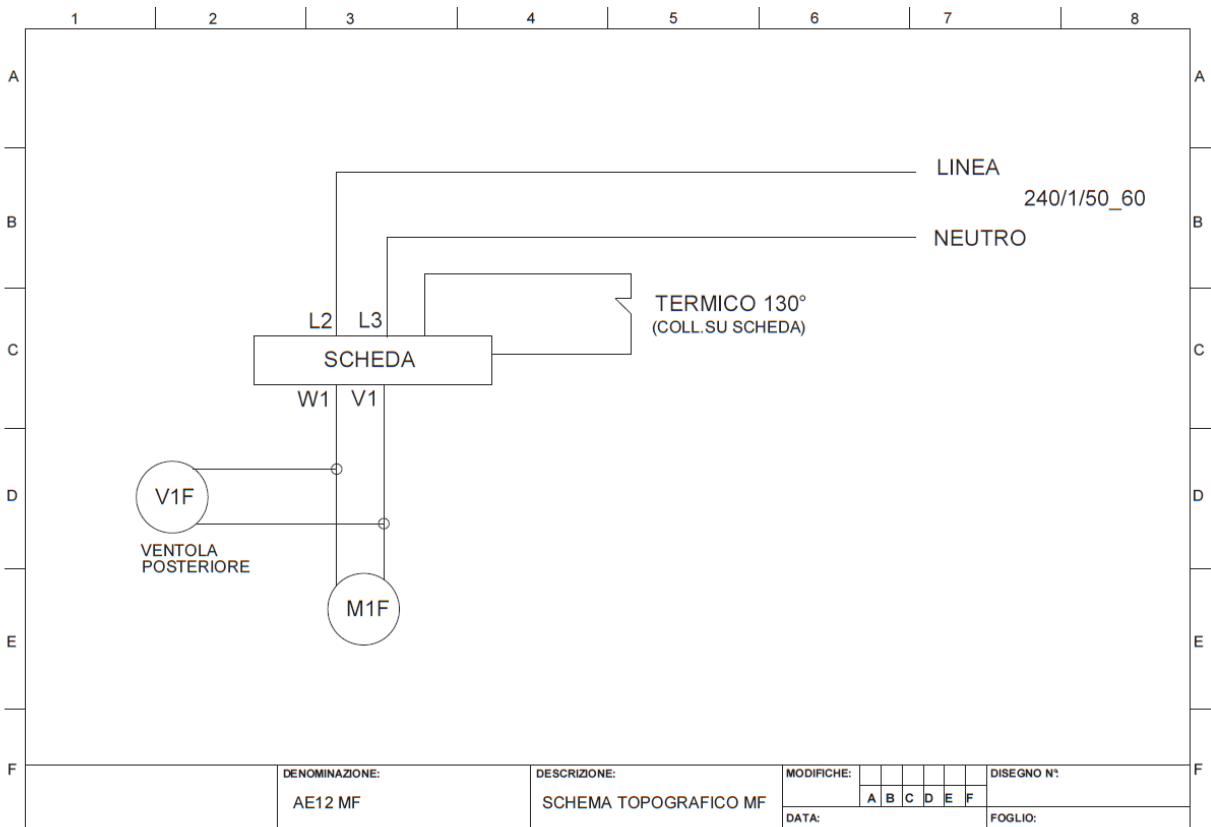 1 2 3 4 5 6 7 8
A A
LINEA
240/1/50_60
B B
NEUTRO
TERMICO 130°
(COLL.SU SCHEDA)
L2 L3
C C
SCHEDA
W1 V1
D D
V1F
VENTOLA
POSTERIORE
M1F
E E
F F
DENOMINAZIONE:
AE12 MF
DESCRIZIONE:
SCHEMA TOPOGRAFICO MF
MODIFICHE:
A B C D E F
DATA:
DISEGNO N°:
FOGLIO: